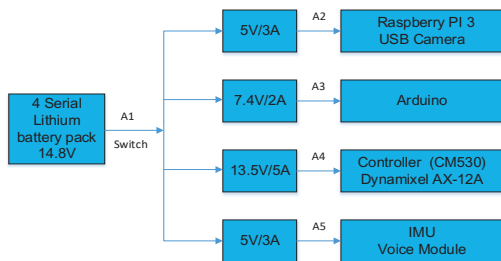 5V/3A
A2
Raspberry PI 3
USB Camera
7.4V/2A
A3
Arduino
4 Serial
Lithium
battery pack
14.8V
A1
Switch
13.5V/5A
A4
Controller (CM530)
Dynamixel AX-12A
5V/3A
A5
IMU
Voice Module